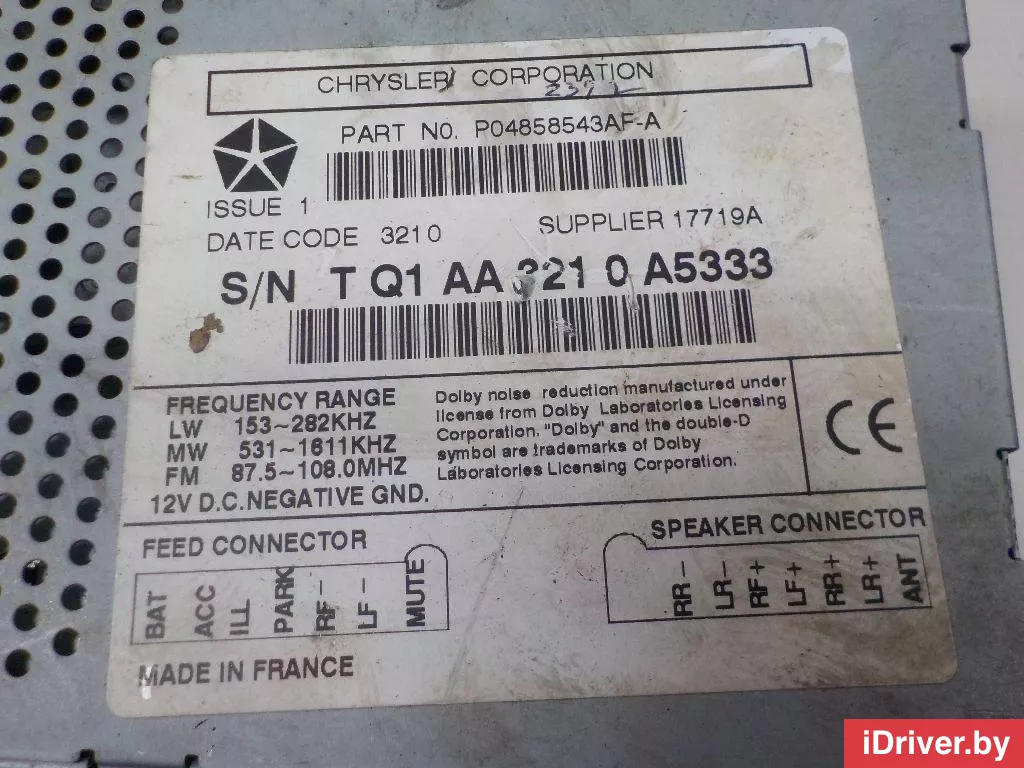 CHRYSLER CORPORATION
PART NO. P04858543AF-A
ISSUE 1
DATE CODE 3210
SUPPLIER 17719A
S/N T Q1 AA 3210 A5333
FREQUENCY RANGE
LW 153~282KHZ
MW 531~1611KHZ
FM 87.5~108.0MHZ
12V D.C.NEGATIVE GND.
Dolby noise reduction manufactured under
license from Dolby Laboratories Licensing
Corporation. "Dolby" and the double-D
symbol are trademarks of Dolby
Laboratories Licensing Corporation.
CE
FEED CONNECTOR
BAT ACC ILL PARK RF- LF- MUTE
SPEAKER CONNECTOR
RR- LR- RF+ LF+ RR+ LR+ ANT
MADE IN FRANCE
iDriver.by